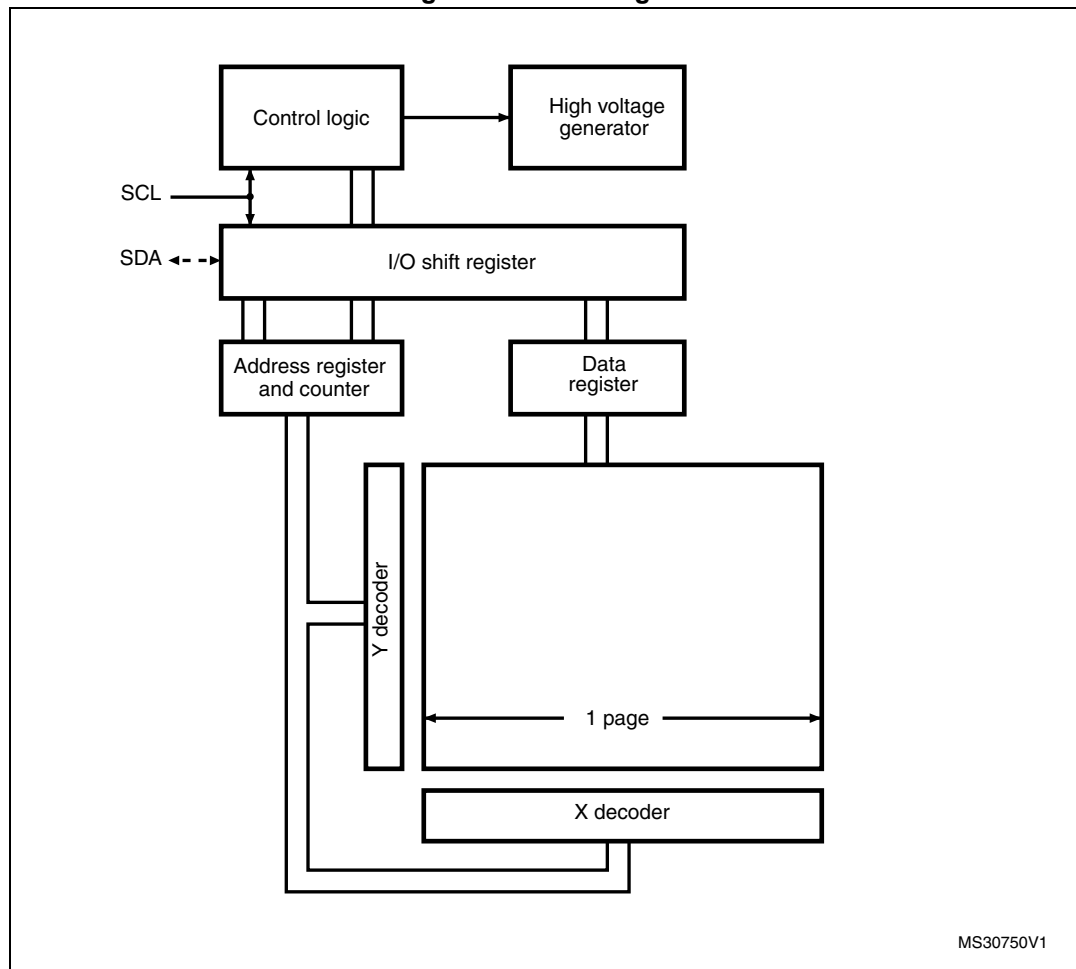 Control logic
High voltage
generator
SCL
SDA
I/O shift register
Address register
and counter
Data
register
Y decoder
1 page
X decoder
MS30750V1